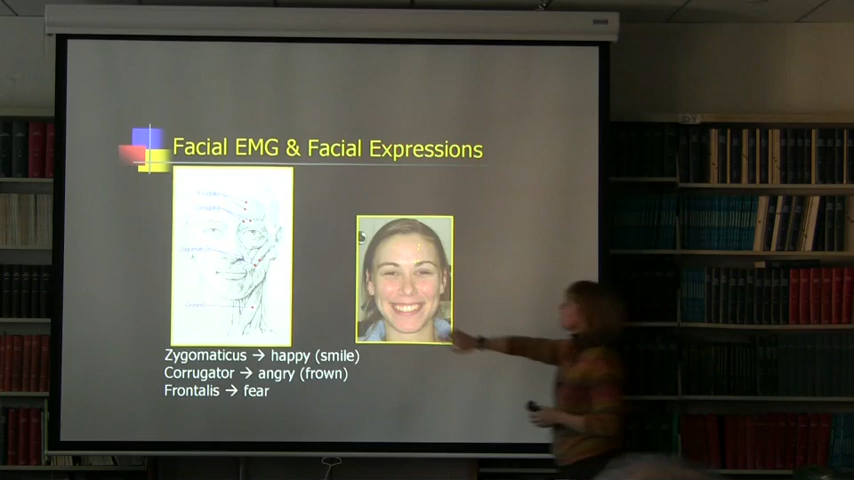 Facial EMG & Facial Expressions
Zygomaticus → happy (smile)
Corrugator → angry (frown)
Frontalis → fear